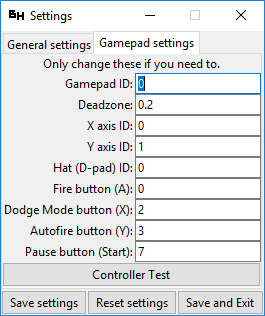 BH Settings
General settings Gamepad settings
Only change these if you need to.
Gamepad ID: 0
Deadzone: 0.2
X axis ID: 0
Y axis ID: 1
Hat (D-pad) ID: 0
Fire button (A): 0
Dodge Mode button (X): 2
Autofire button (Y): 3
Pause button (Start): 7
Controller Test
Save settings Reset settings Save and Exit